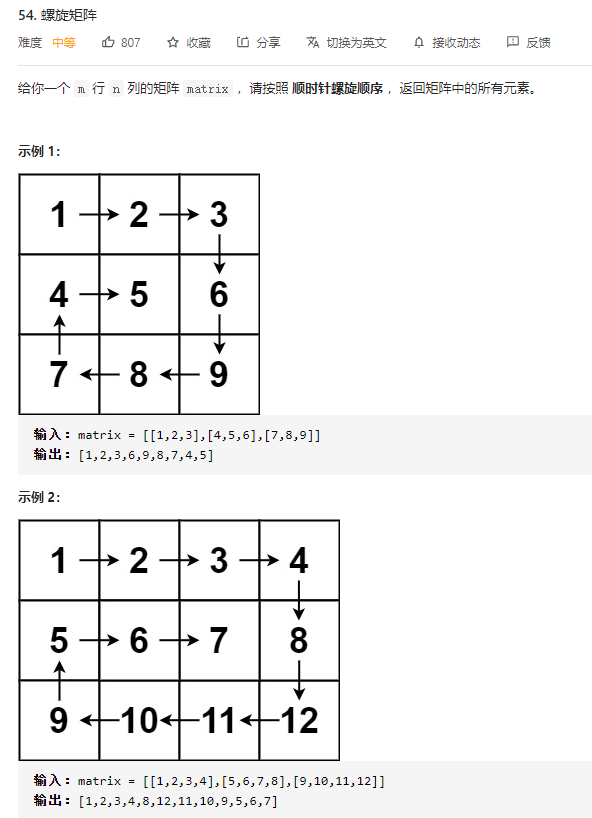 54. 螺旋矩阵
难度 中等 807 收藏 分享 切换为英文 接收动态 反馈
给你一个 m 行 n 列的矩阵 matrix ，请按照 顺时针螺旋顺序 ，返回矩阵中的所有元素。
示例 1：
1 2 3
4 5 6
7 8 9
输入：matrix = [[1,2,3],[4,5,6],[7,8,9]]
输出：[1,2,3,6,9,8,7,4,5]
示例 2：
1 2 3 4
5 6 7 8
9 10 11 12
输入：matrix = [[1,2,3,4],[5,6,7,8],[9,10,11,12]]
输出：[1,2,3,4,8,12,11,10,9,5,6,7]